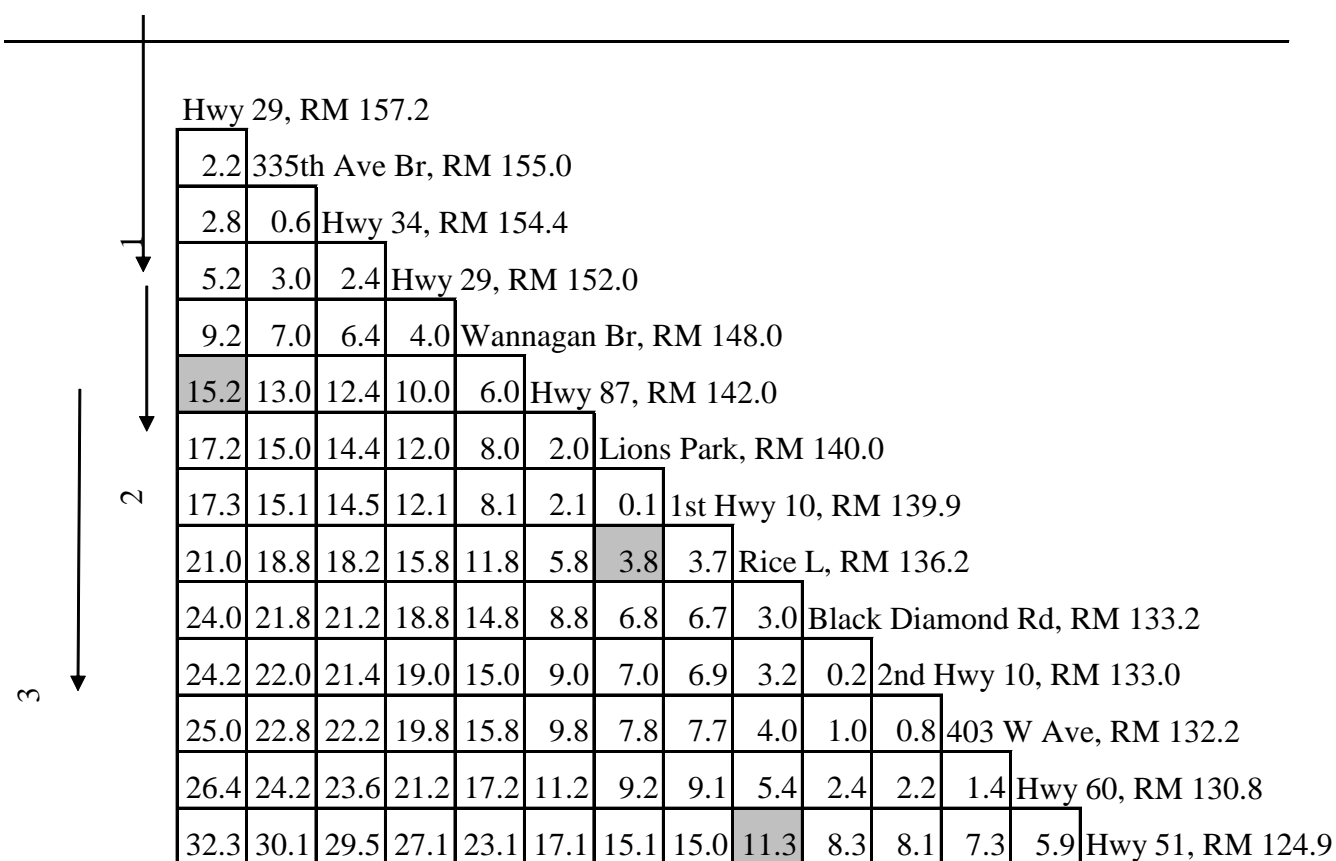 Hwy 29, RM 157.2
2.2 335th Ave Br, RM 155.0
2.8 0.6 Hwy 34, RM 154.4
1
5.2 3.0 2.4 Hwy 29, RM 152.0
9.2 7.0 6.4 4.0 Wannagan Br, RM 148.0
15.2 13.0 12.4 10.0 6.0 Hwy 87, RM 142.0
17.2 15.0 14.4 12.0 8.0 2.0 Lions Park, RM 140.0
2 17.3 15.1 14.5 12.1 8.1 2.1 0.1 1st Hwy 10, RM 139.9
21.0 18.8 18.2 15.8 11.8 5.8 3.8 3.7 Rice L, RM 136.2
24.0 21.8 21.2 18.8 14.8 8.8 6.8 6.7 3.0 Black Diamond Rd, RM 133.2
3 24.2 22.0 21.4 19.0 15.0 9.0 7.0 6.9 3.2 0.2 2nd Hwy 10, RM 133.0
25.0 22.8 22.2 19.8 15.8 9.8 7.8 7.7 4.0 1.0 0.8 403 W Ave, RM 132.2
26.4 24.2 23.6 21.2 17.2 11.2 9.2 9.1 5.4 2.4 2.2 1.4 Hwy 60, RM 130.8
32.3 30.1 29.5 27.1 23.1 17.1 15.1 15.0 11.3 8.3 8.1 7.3 5.9 Hwy 51, RM 124.9